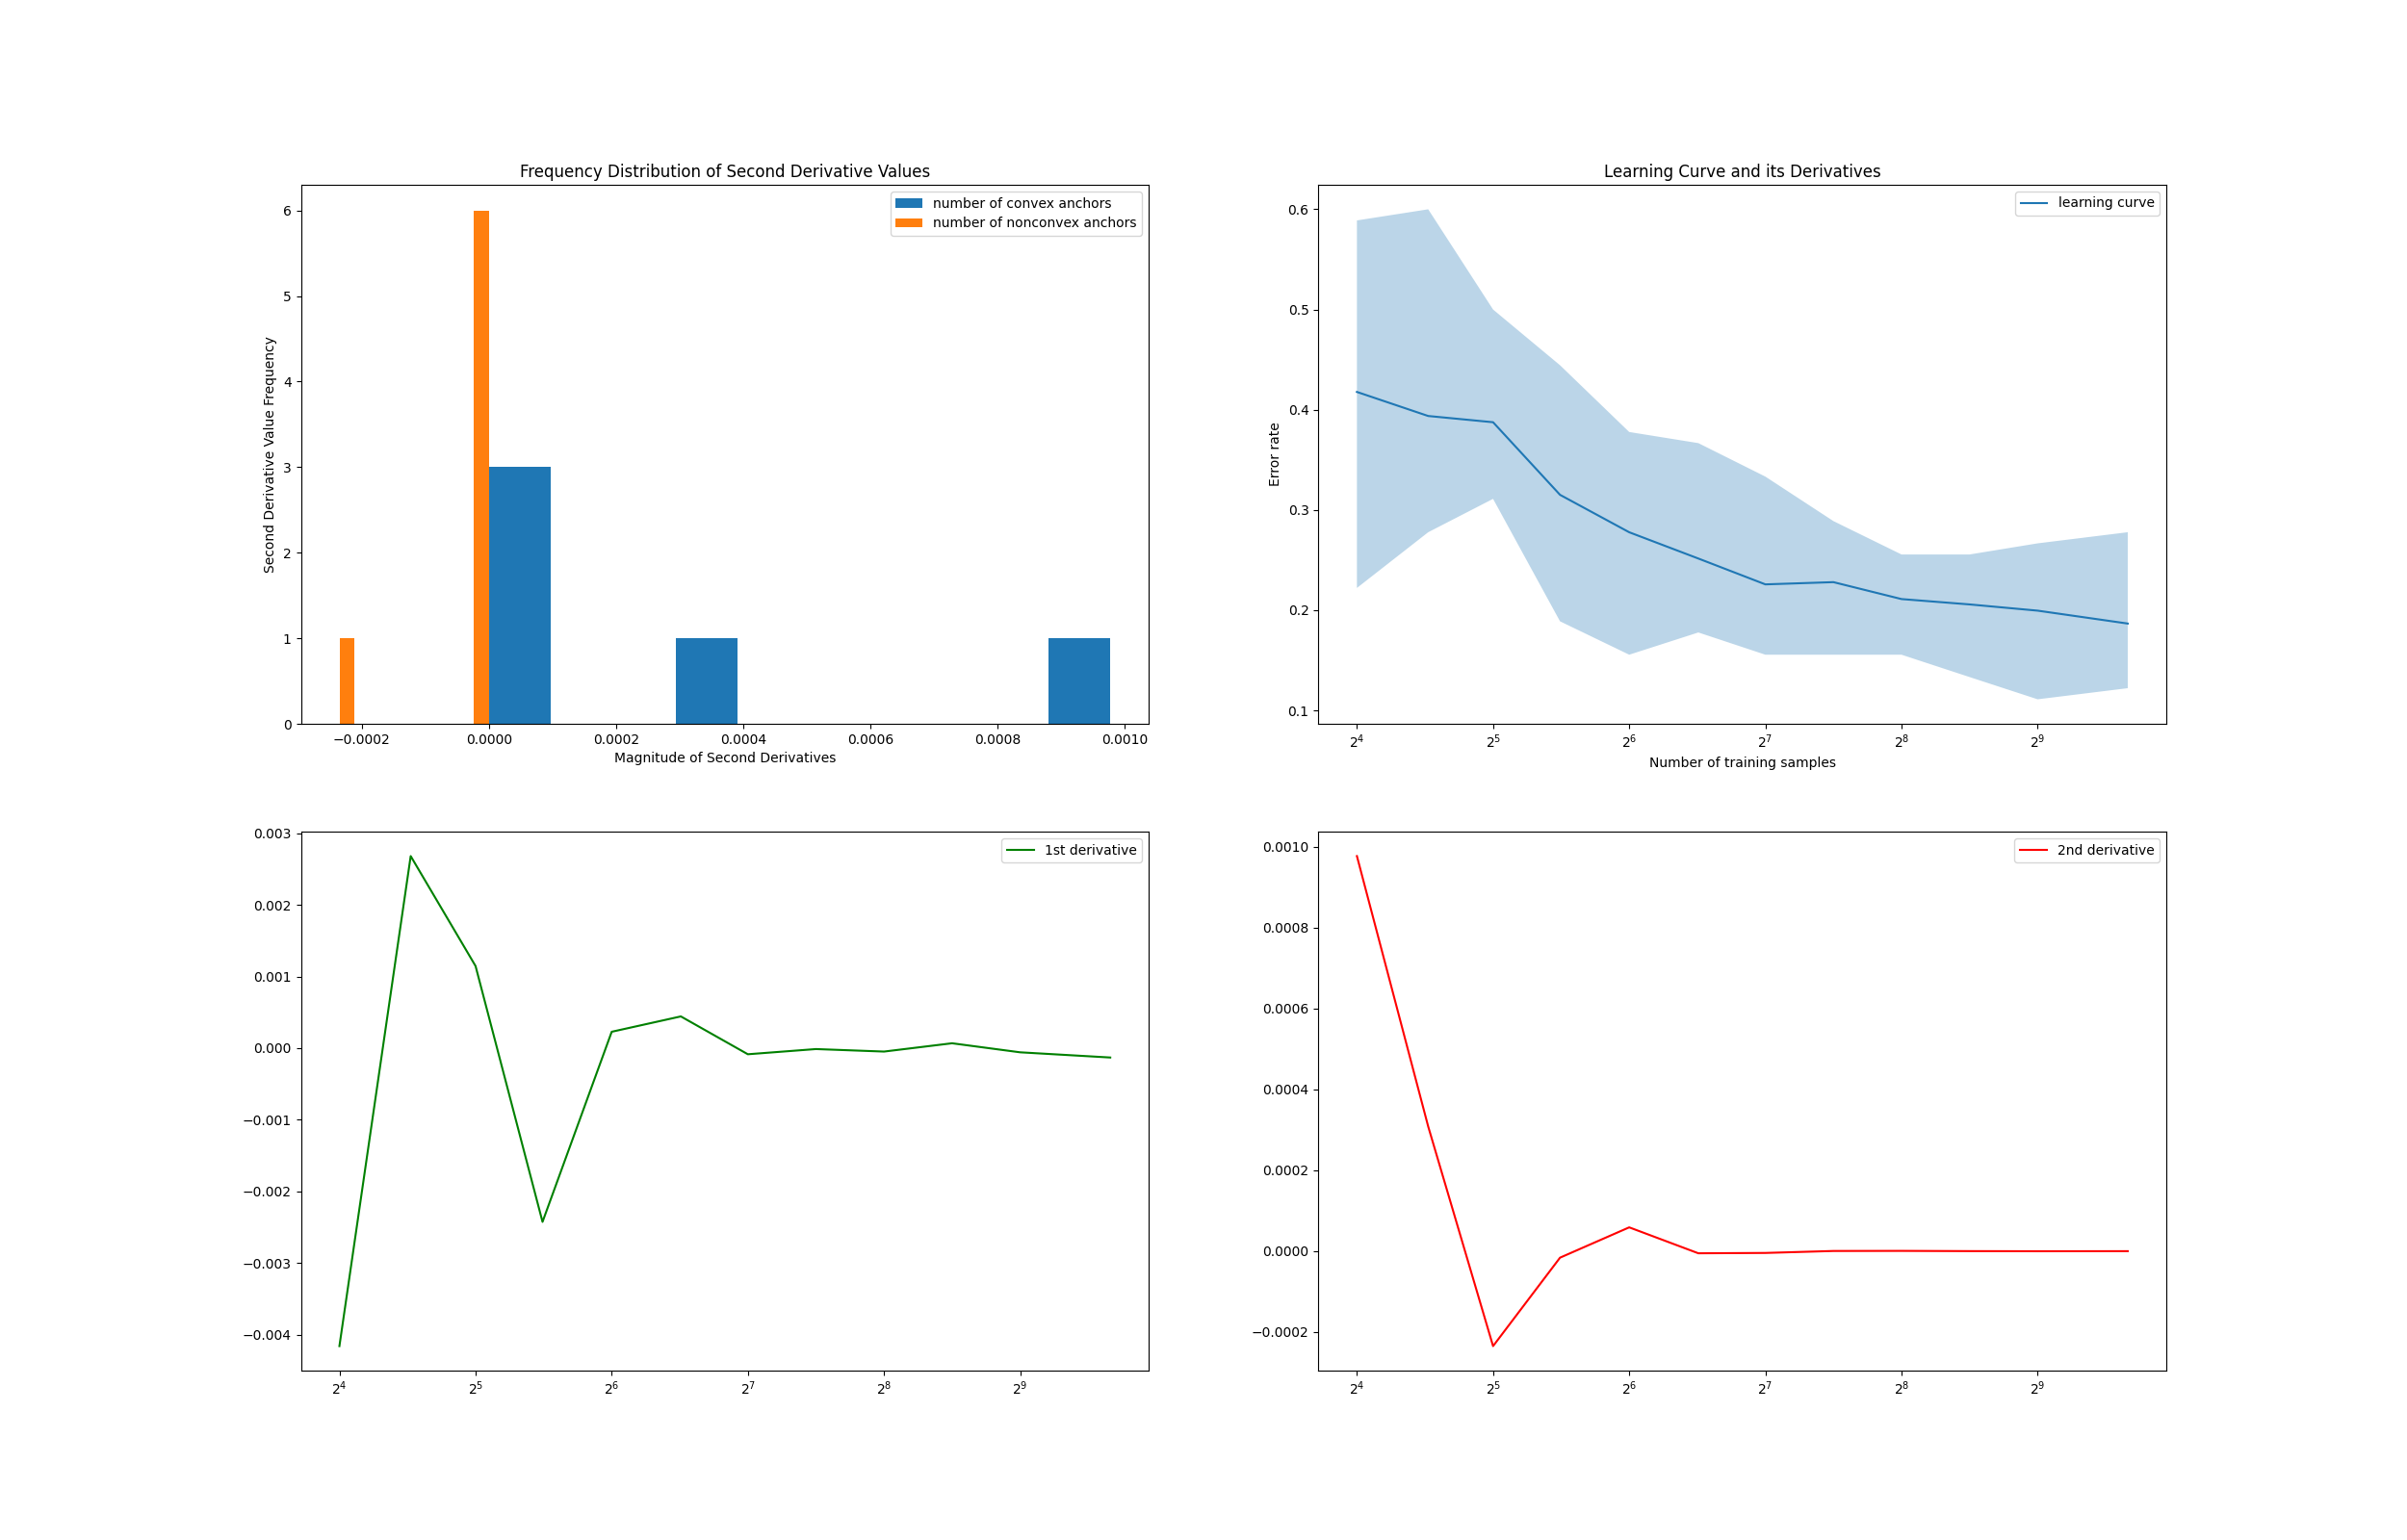 Frequency Distribution of Second Derivative Values
number of convex anchors
number of nonconvex anchors
Second Derivative Value Frequency
6
5
4
3
2
1
0
−0.0002 0.0000 0.0002 0.0004 0.0006 0.0008 0.0010
Magnitude of Second Derivatives
Learning Curve and its Derivatives
learning curve
Error rate
0.6
0.5
0.4
0.3
0.2
0.1
2⁴ 2⁵ 2⁶ 2⁷ 2⁸ 2⁹
Number of training samples
1st derivative
0.003
0.002
0.001
0.000
−0.001
−0.002
−0.003
−0.004
2⁴ 2⁵ 2⁶ 2⁷ 2⁸ 2⁹
2nd derivative
0.0010
0.0008
0.0006
0.0004
0.0002
0.0000
−0.0002
2⁴ 2⁵ 2⁶ 2⁷ 2⁸ 2⁹